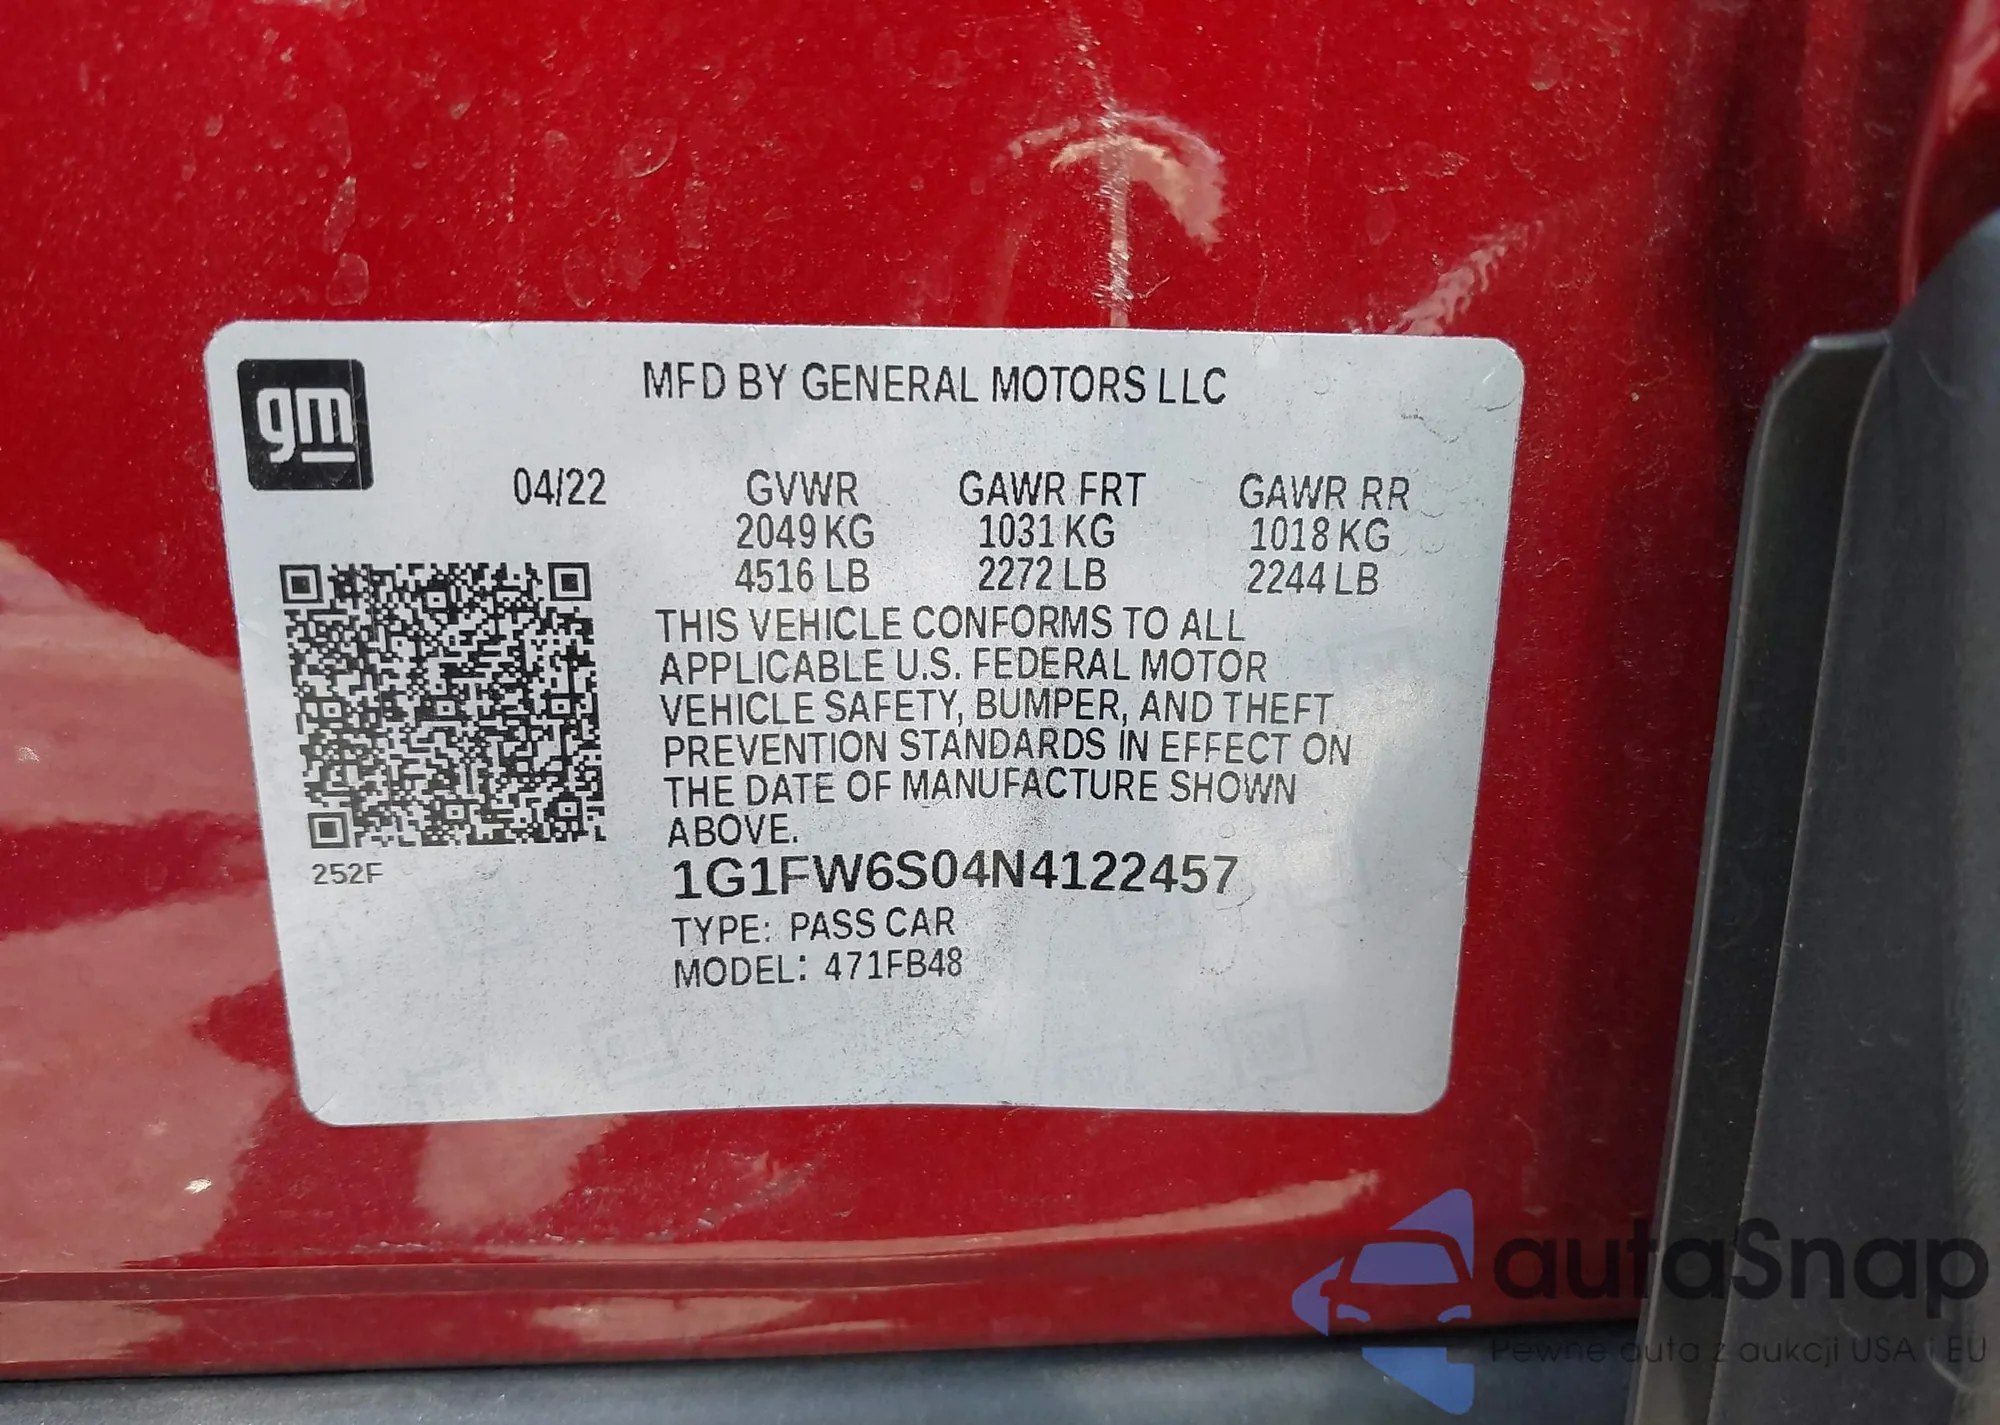 gm
MFD BY GENERAL MOTORS LLC
04/22 GVWR GAWR FRT GAWR RR
2049 KG 1031 KG 1018 KG
4516 LB 2272 LB 2244 LB
THIS VEHICLE CONFORMS TO ALL
APPLICABLE U.S. FEDERAL MOTOR
VEHICLE SAFETY, BUMPER, AND THEFT
PREVENTION STANDARDS IN EFFECT ON
THE DATE OF MANUFACTURE SHOWN
ABOVE.
252F
1G1FW6S04N4122457
TYPE: PASS CAR
MODEL: 471FB48
autaSnap
Pewne auta z aukcji USA i EU